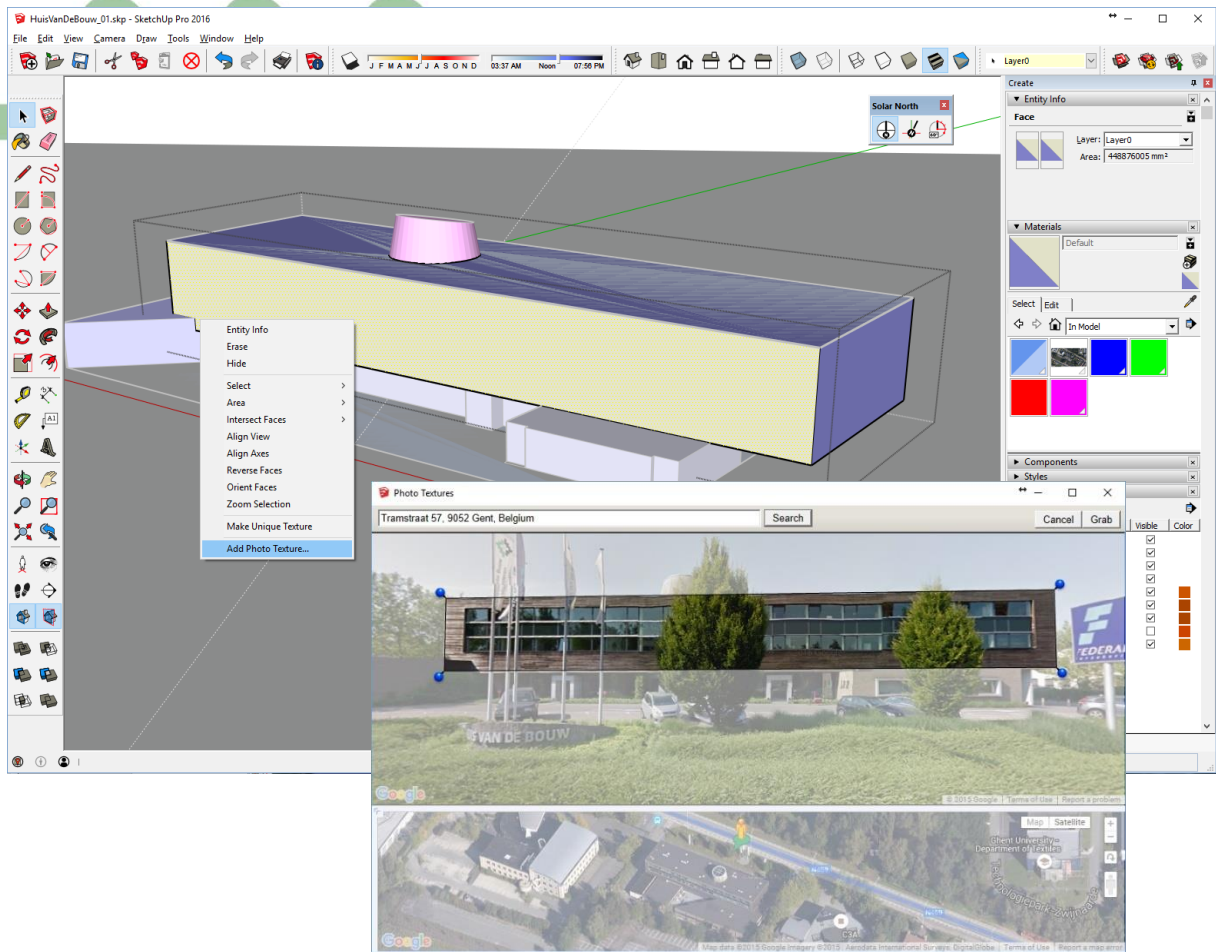 HuisVanDeBouw_01.skp - SketchUp Pro 2016
File Edit View Camera Draw Tools Window Help
J F M A M J J A S O N D
03:37 AM Noon 07:56 PM
Layer0
Create
Entity Info
Face
Layer: Layer0
Area: 448876005 mm²
Solar North
Materials
Default
Select Edit
In Model
Components
Styles
Visible Color
A1
Entity Info
Erase
Hide
Select
Area
Intersect Faces
Align View
Align Axes
Reverse Faces
Orient Faces
Zoom Selection
Make Unique Texture
Add Photo Texture...
Photo Textures
Tramstraat 57, 9052 Gent, Belgium
Search
Cancel Grab
F
FEDERA
SVAN DE BOUW
Google
© 2015 Google Terms of Use Report a problem
Map Satellite
Ghent University - Department of Textiles
Technologiepark-Zwijnaarde
Google
Map data ©2015 Google Imagery ©2015 , Aerodata International Surveys, DigitalGlobe Terms of Use Report a map error